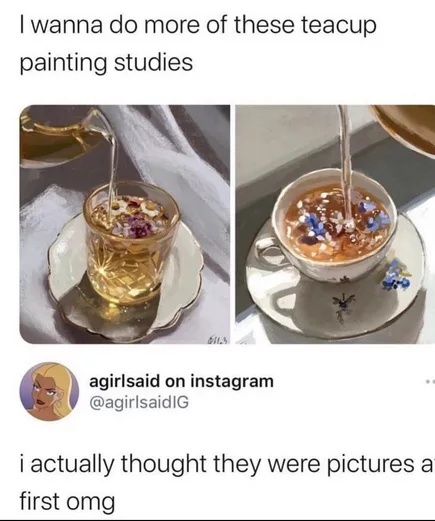 I wanna do more of these teacup
painting studies
agirlsaid on instagram
@agirlsaidIG
i actually thought they were pictures a
first omg